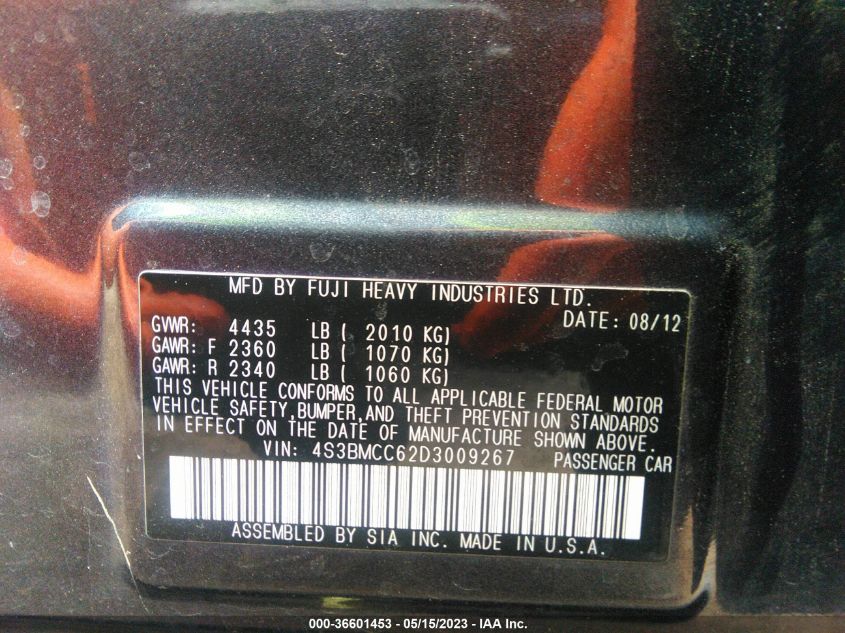 MFD BY FUJI HEAVY INDUSTRIES LTD.
DATE: 08/12
GVWR: 4435 LB ( 2010 KG)
GAWR: F 2360 LB ( 1070 KG)
GAWR: R 2340 LB ( 1060 KG)
THIS VEHICLE CONFORMS TO ALL APPLICABLE FEDERAL MOTOR
VEHICLE SAFETY,BUMPER,AND THEFT PREVENTION STANDARDS
IN EFFECT ON THE DATE OF MANUFACTURE SHOWN ABOVE.
VIN: 4S3BMCC62D3009267 PASSENGER CAR
ASSEMBLED BY SIA INC. MADE IN U.S.A.
000-36601453 - 05/15/2023 - IAA Inc.